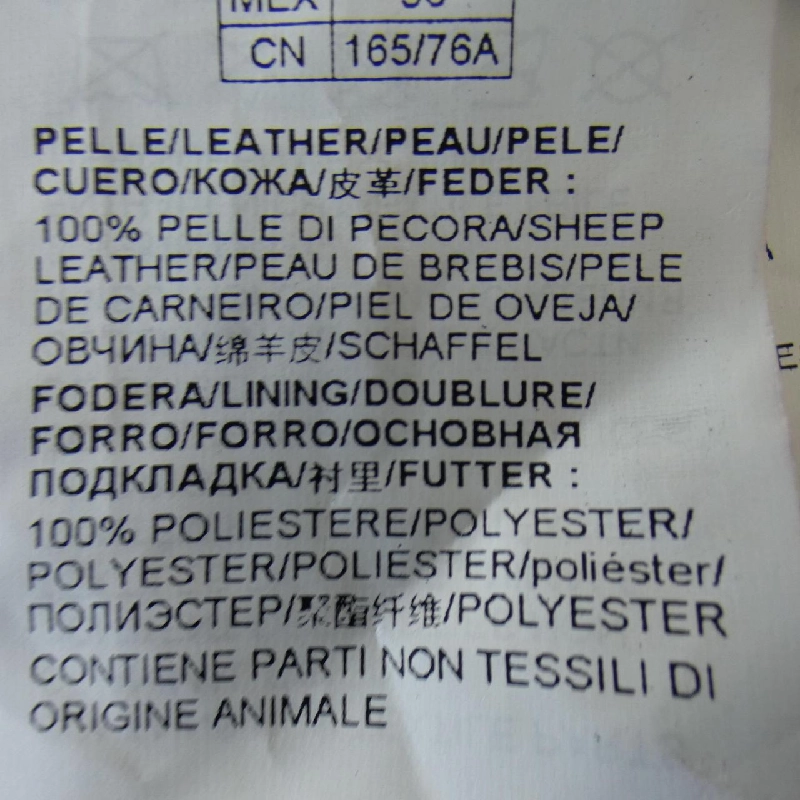 MEX
CN 165/76A
PELLE/LEATHER/PEAU/PELE/
CUERO/КОЖА/皮革/FEDER :
100% PELLE DI PECORA/SHEEP
LEATHER/PEAU DE BREBIS/PELE
DE CARNEIRO/PIEL DE OVEJA/
ОВЧИНА/绵羊皮/SCHAFFEL
FODERA/LINING/DOUBLURE/
FORRO/FORRO/ОСНОВНАЯ
ПОДКЛАДКА/衬里/FUTTER :
100% POLIESTERE/POLYESTER/
POLYESTER/POLIÉSTER/poliéster/
ПОЛИЭСТЕР/聚酯纤维/POLYESTER
CONTIENE PARTI NON TESSILI DI
ORIGINE ANIMALE